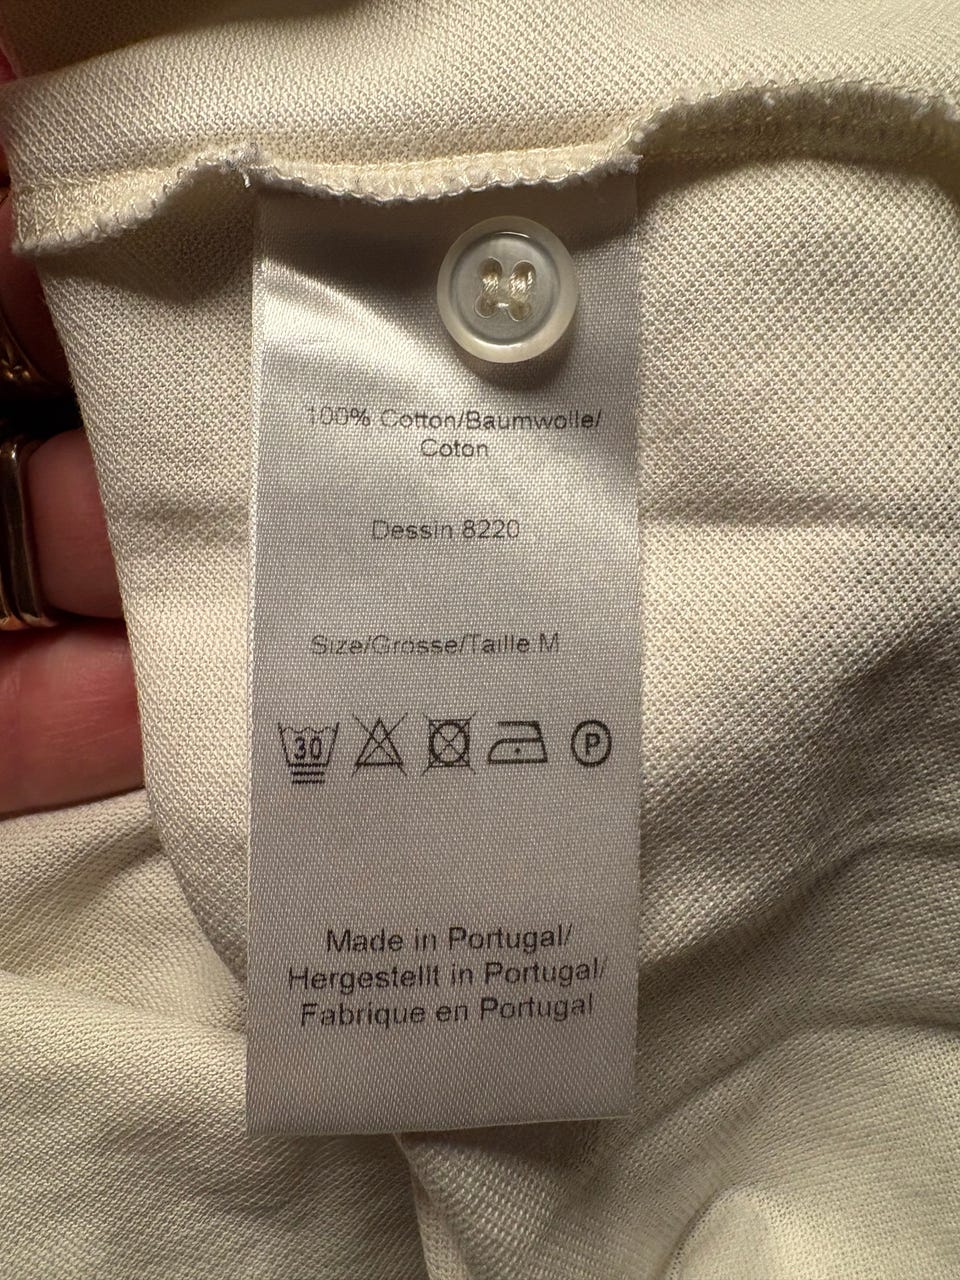 100% Cotton/Baumwolle/
Coton
Dessin 8220
Size/Grosse/Taille M
30 P
Made in Portugal/
Hergestellt in Portugal/
Fabrique en Portugal